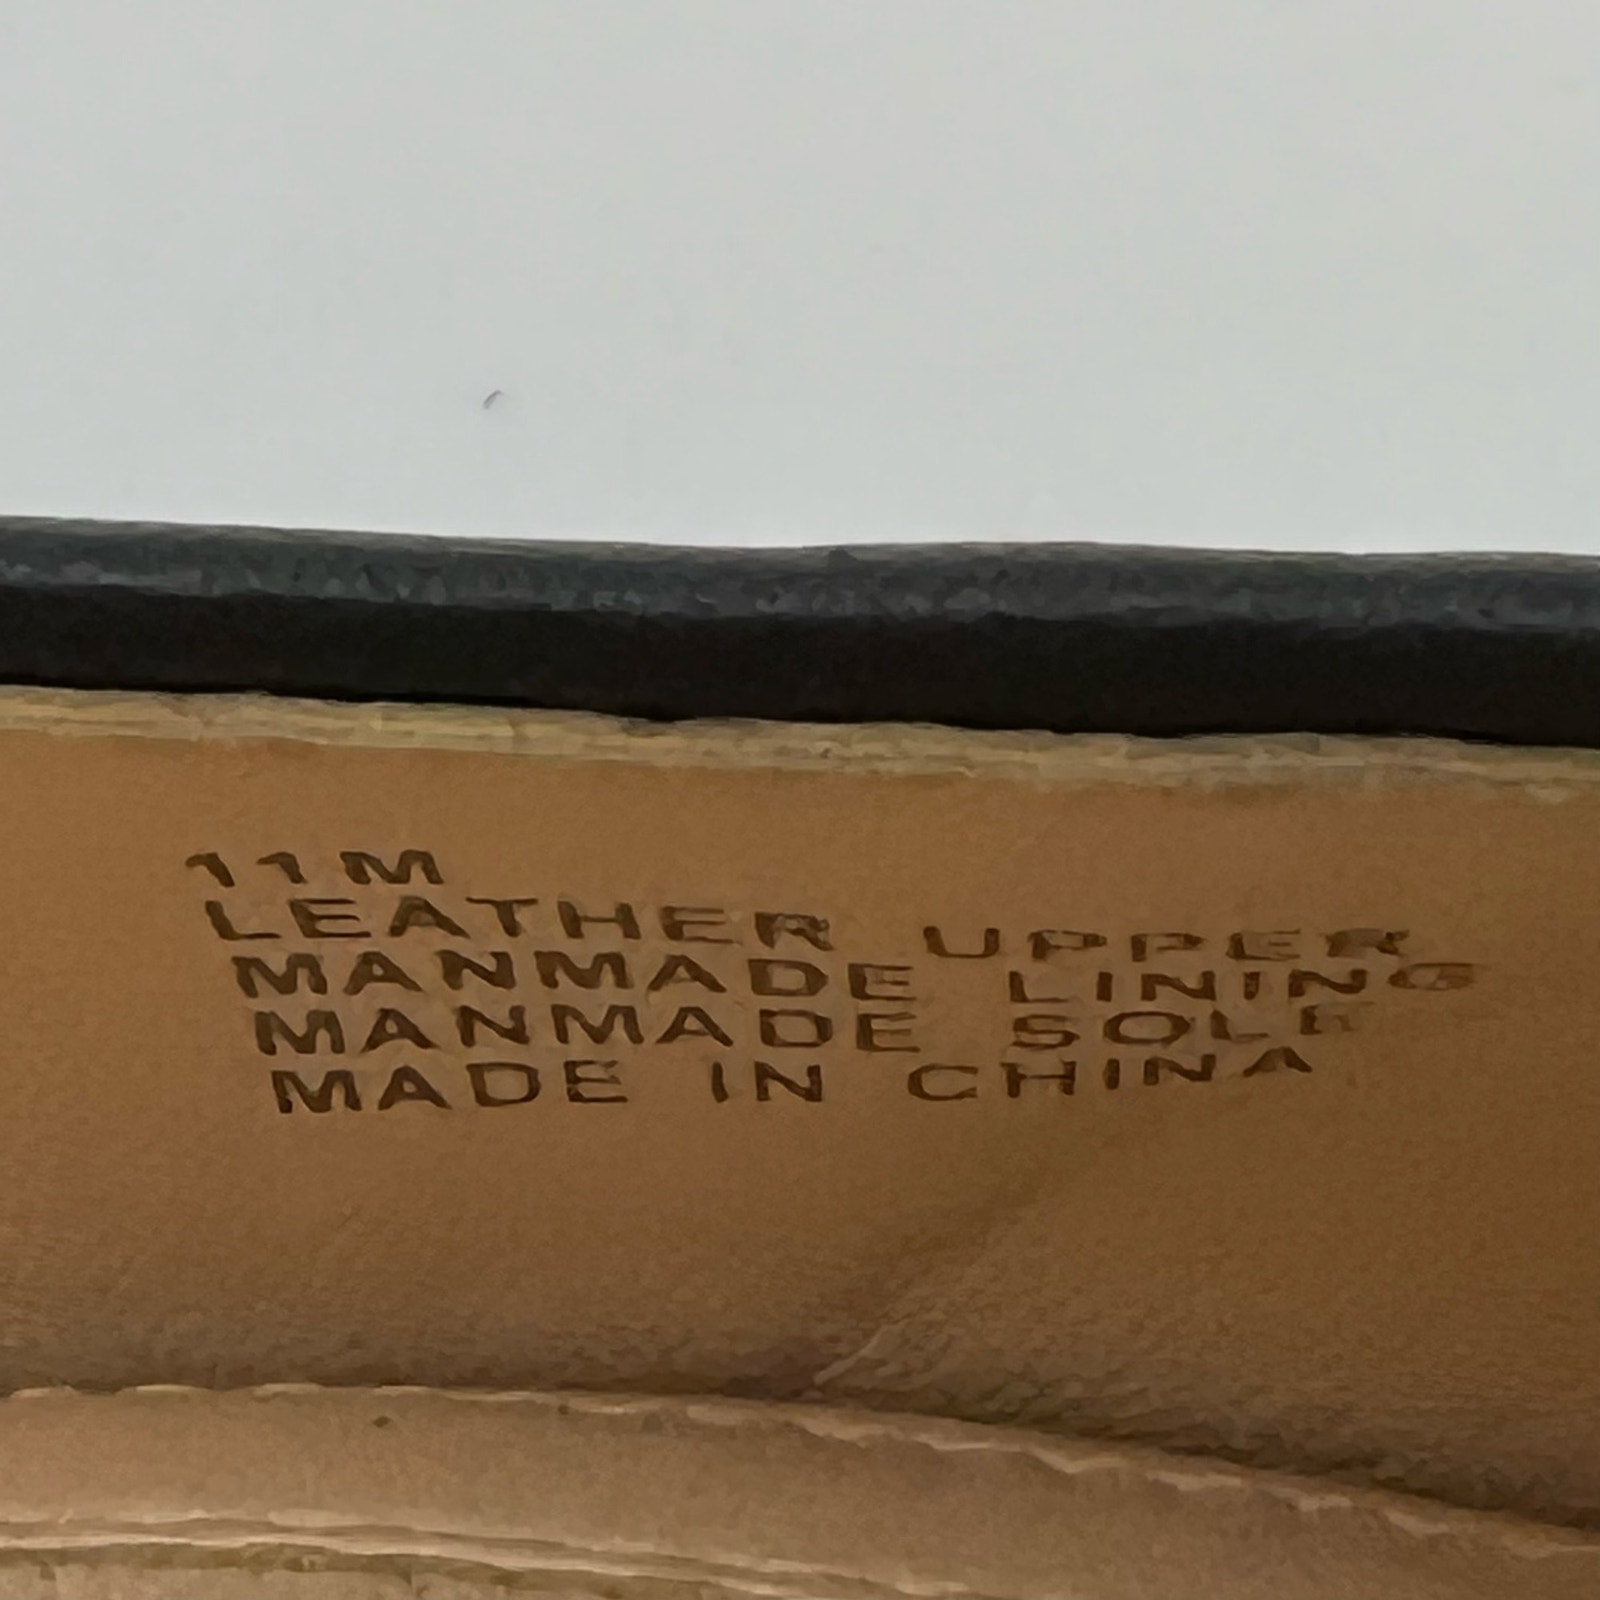 11M
LEATHER UPPER
MANMADE LINING
MANMADE SOLE
MADE IN CHINA